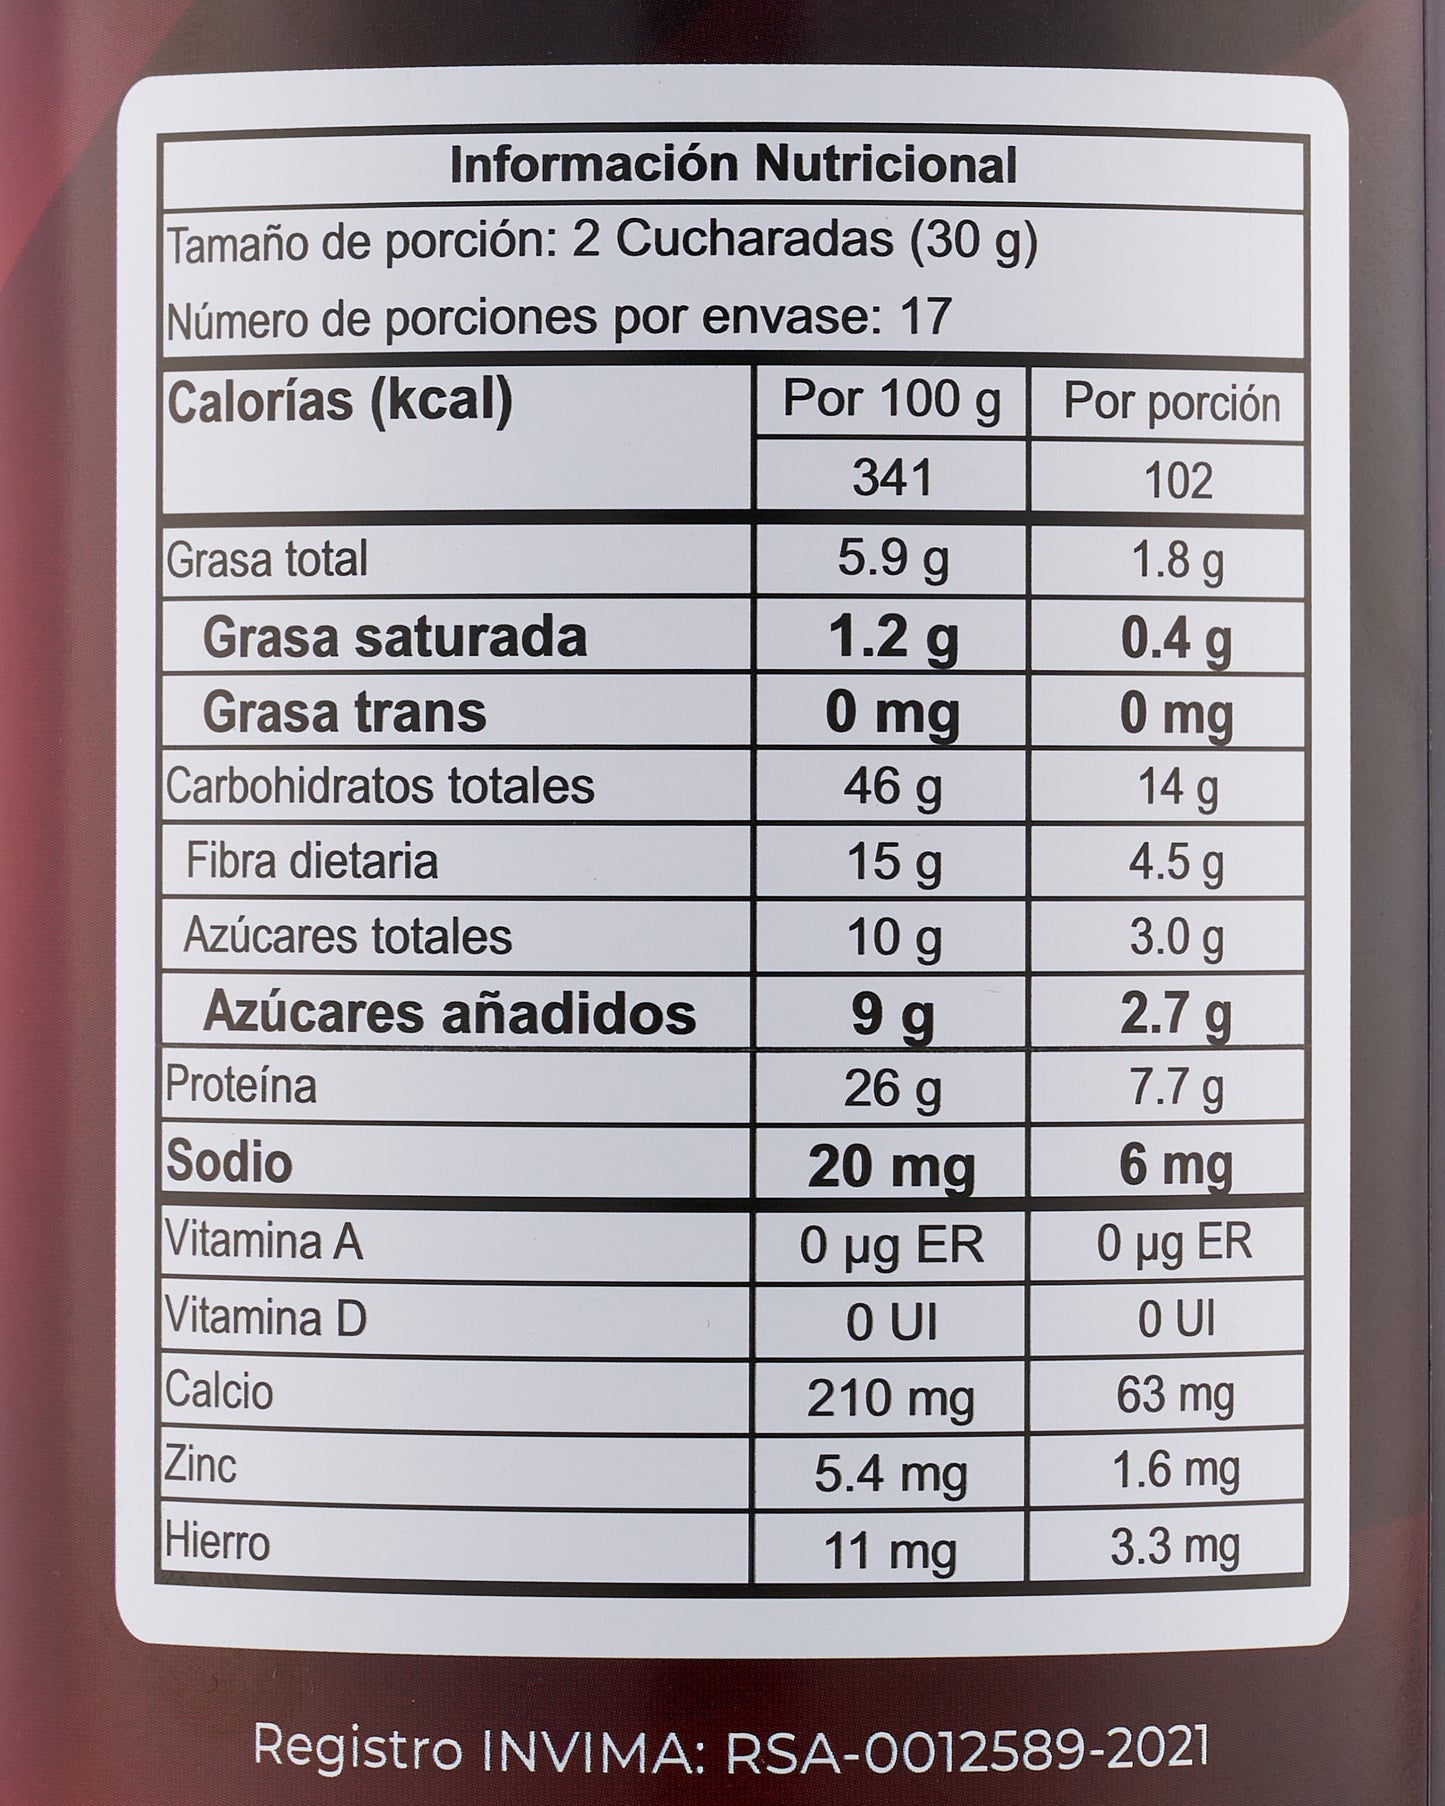 Información Nutricional
Tamaño de porción: 2 Cucharadas (30 g)
Número de porciones por envase: 17
Calorías (kcal) Por 100 g Por porción
341 102
Grasa total 5.9 g 1.8 g
Grasa saturada 1.2 g 0.4 g
Grasa trans 0 mg 0 mg
Carbohidratos totales 46 g 14 g
Fibra dietaria 15 g 4.5 g
Azúcares totales 10 g 3.0 g
Azúcares añadidos 9 g 2.7 g
Proteína 26 g 7.7 g
Sodio 20 mg 6 mg
Vitamina A 0 µg ER 0 µg ER
Vitamina D 0 UI 0 UI
Calcio 210 mg 63 mg
Zinc 5.4 mg 1.6 mg
Hierro 11 mg 3.3 mg
Registro INVIMA: RSA-0012589-2021